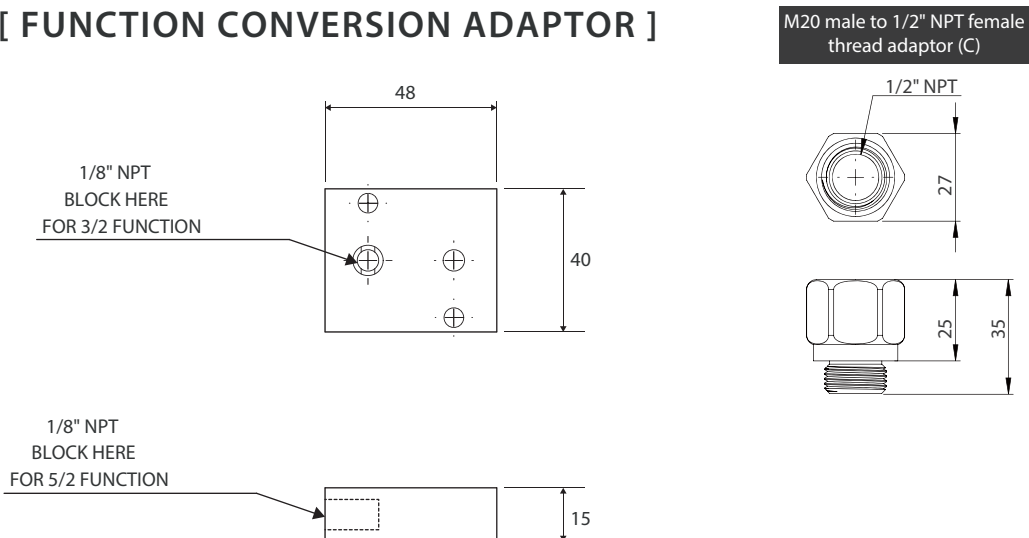 [ FUNCTION CONVERSION ADAPTOR ]
M20 male to 1/2" NPT female
thread adaptor (C)
48
1/8" NPT
BLOCK HERE
FOR 3/2 FUNCTION
40
1/2" NPT
27
25
35
1/8" NPT
BLOCK HERE
FOR 5/2 FUNCTION
15